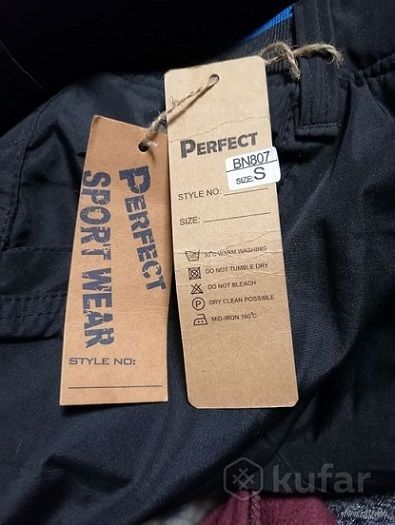 PERFECT
SPORT WEAR
STYLE NO:
PERFECT
BN807
SIZE: S
STYLE NO:
SIZE:
30°C WARM WASHING
DO NOT TUMBLE DRY
DO NOT BLEACH
DRY CLEAN POSSIBLE
MID-IRON 160°C
kufar